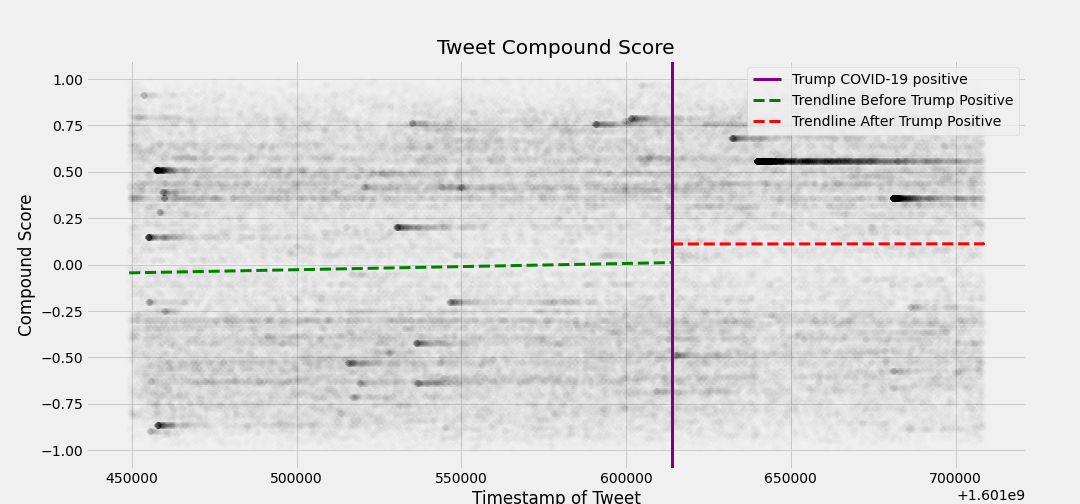 Tweet Compound Score
Trump COVID-19 positive
Trendline Before Trump Positive
Trendline After Trump Positive
Compound Score
1.00
0.75
0.50
0.25
0.00
−0.25
−0.50
−0.75
−1.00
450000 500000 550000 600000 650000 700000
+1.601e9
Timestamp of Tweet